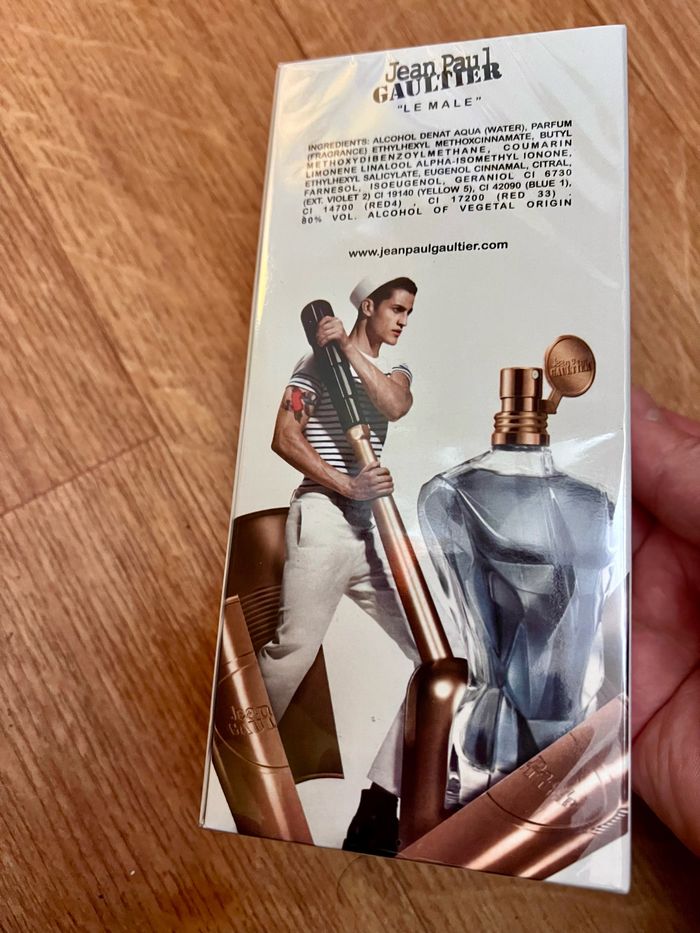 Jean Paul
GAULTIER
"LE MALE"
INGREDIENTS: ALCOHOL DENAT AQUA (WATER), PARFUM
(FRAGRANCE) ETHYLHEXYL METHOXCINNAMATE, BUTYL
METHOXYDIBENZOYLMETHANE, COUMARIN
LIMONENE LINALOOL ALPHA-ISOMETHYL IONONE,
ETHYLHEXYL SALICYLATE, EUGENOL CINNAMAL, CITRAL,
FARNESOL, ISOEUGENOL, GERANIOL CI 6730
(EXT. VIOLET 2) CI 19140 (YELLOW 5), CI 42090 (BLUE 1),
CI 14700 (RED4) , CI 17200 (RED 33) .
80% VOL. ALCOHOL OF VEGETAL ORIGIN
www.jeanpaulgaultier.com
Jean Paul
GAULTIER